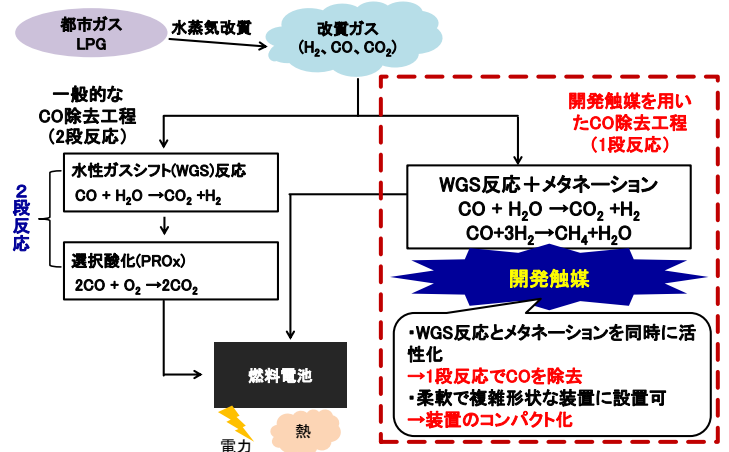 都市ガス
LPG
水蒸気改質
改質ガス
(H2、CO、CO2)
一般的な
CO除去工程
(2段反応)
2段反応
水性ガスシフト(WGS)反応
CO + H2O →CO2 +H2
選択酸化(PROx)
2CO + O2 →2CO2
開発触媒を用い
たCO除去工程
(1段反応)
WGS反応＋メタネーション
CO + H2O →CO2 +H2
CO+3H2→CH4+H2O
開発触媒
・WGS反応とメタネーションを同時に活
性化
→1段反応でCOを除去
・柔軟で複雑形状な装置に設置可
→装置のコンパクト化
燃料電池
電力
熱